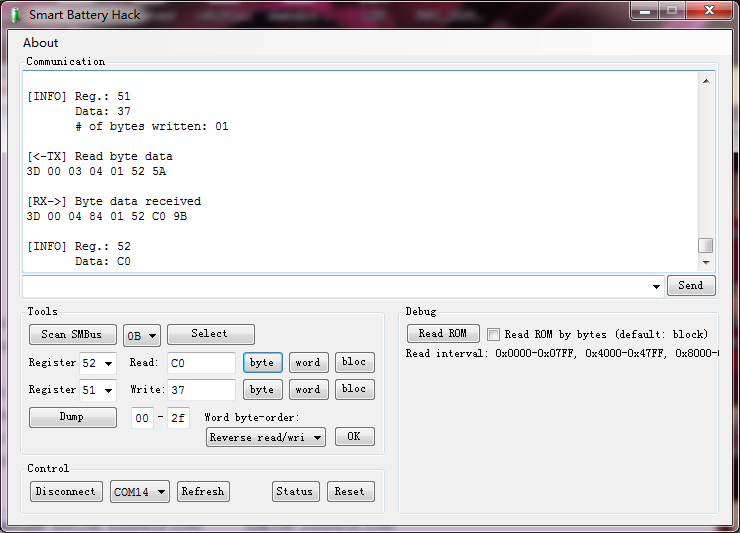 Smart Battery Hack
About
Communication
[INFO] Reg.: 51
Data: 37
# of bytes written: 01
[<-TX] Read byte data
3D 00 03 04 01 52 5A
[RX->] Byte data received
3D 00 04 84 01 52 C0 9B
[INFO] Reg.: 52
Data: C0
Send
Tools
Scan SMBus 0B Select
Register 52 Read: C0 byte word bloc
Register 51 Write: 37 byte word bloc
Dump 00 - 2f Word byte-order:
Reverse read/wri OK
Control
Disconnect COM14 Refresh Status Reset
Debug
Read ROM Read ROM by bytes (default: block)
Read interval: 0x0000-0x07FF, 0x4000-0x47FF, 0x8000-0